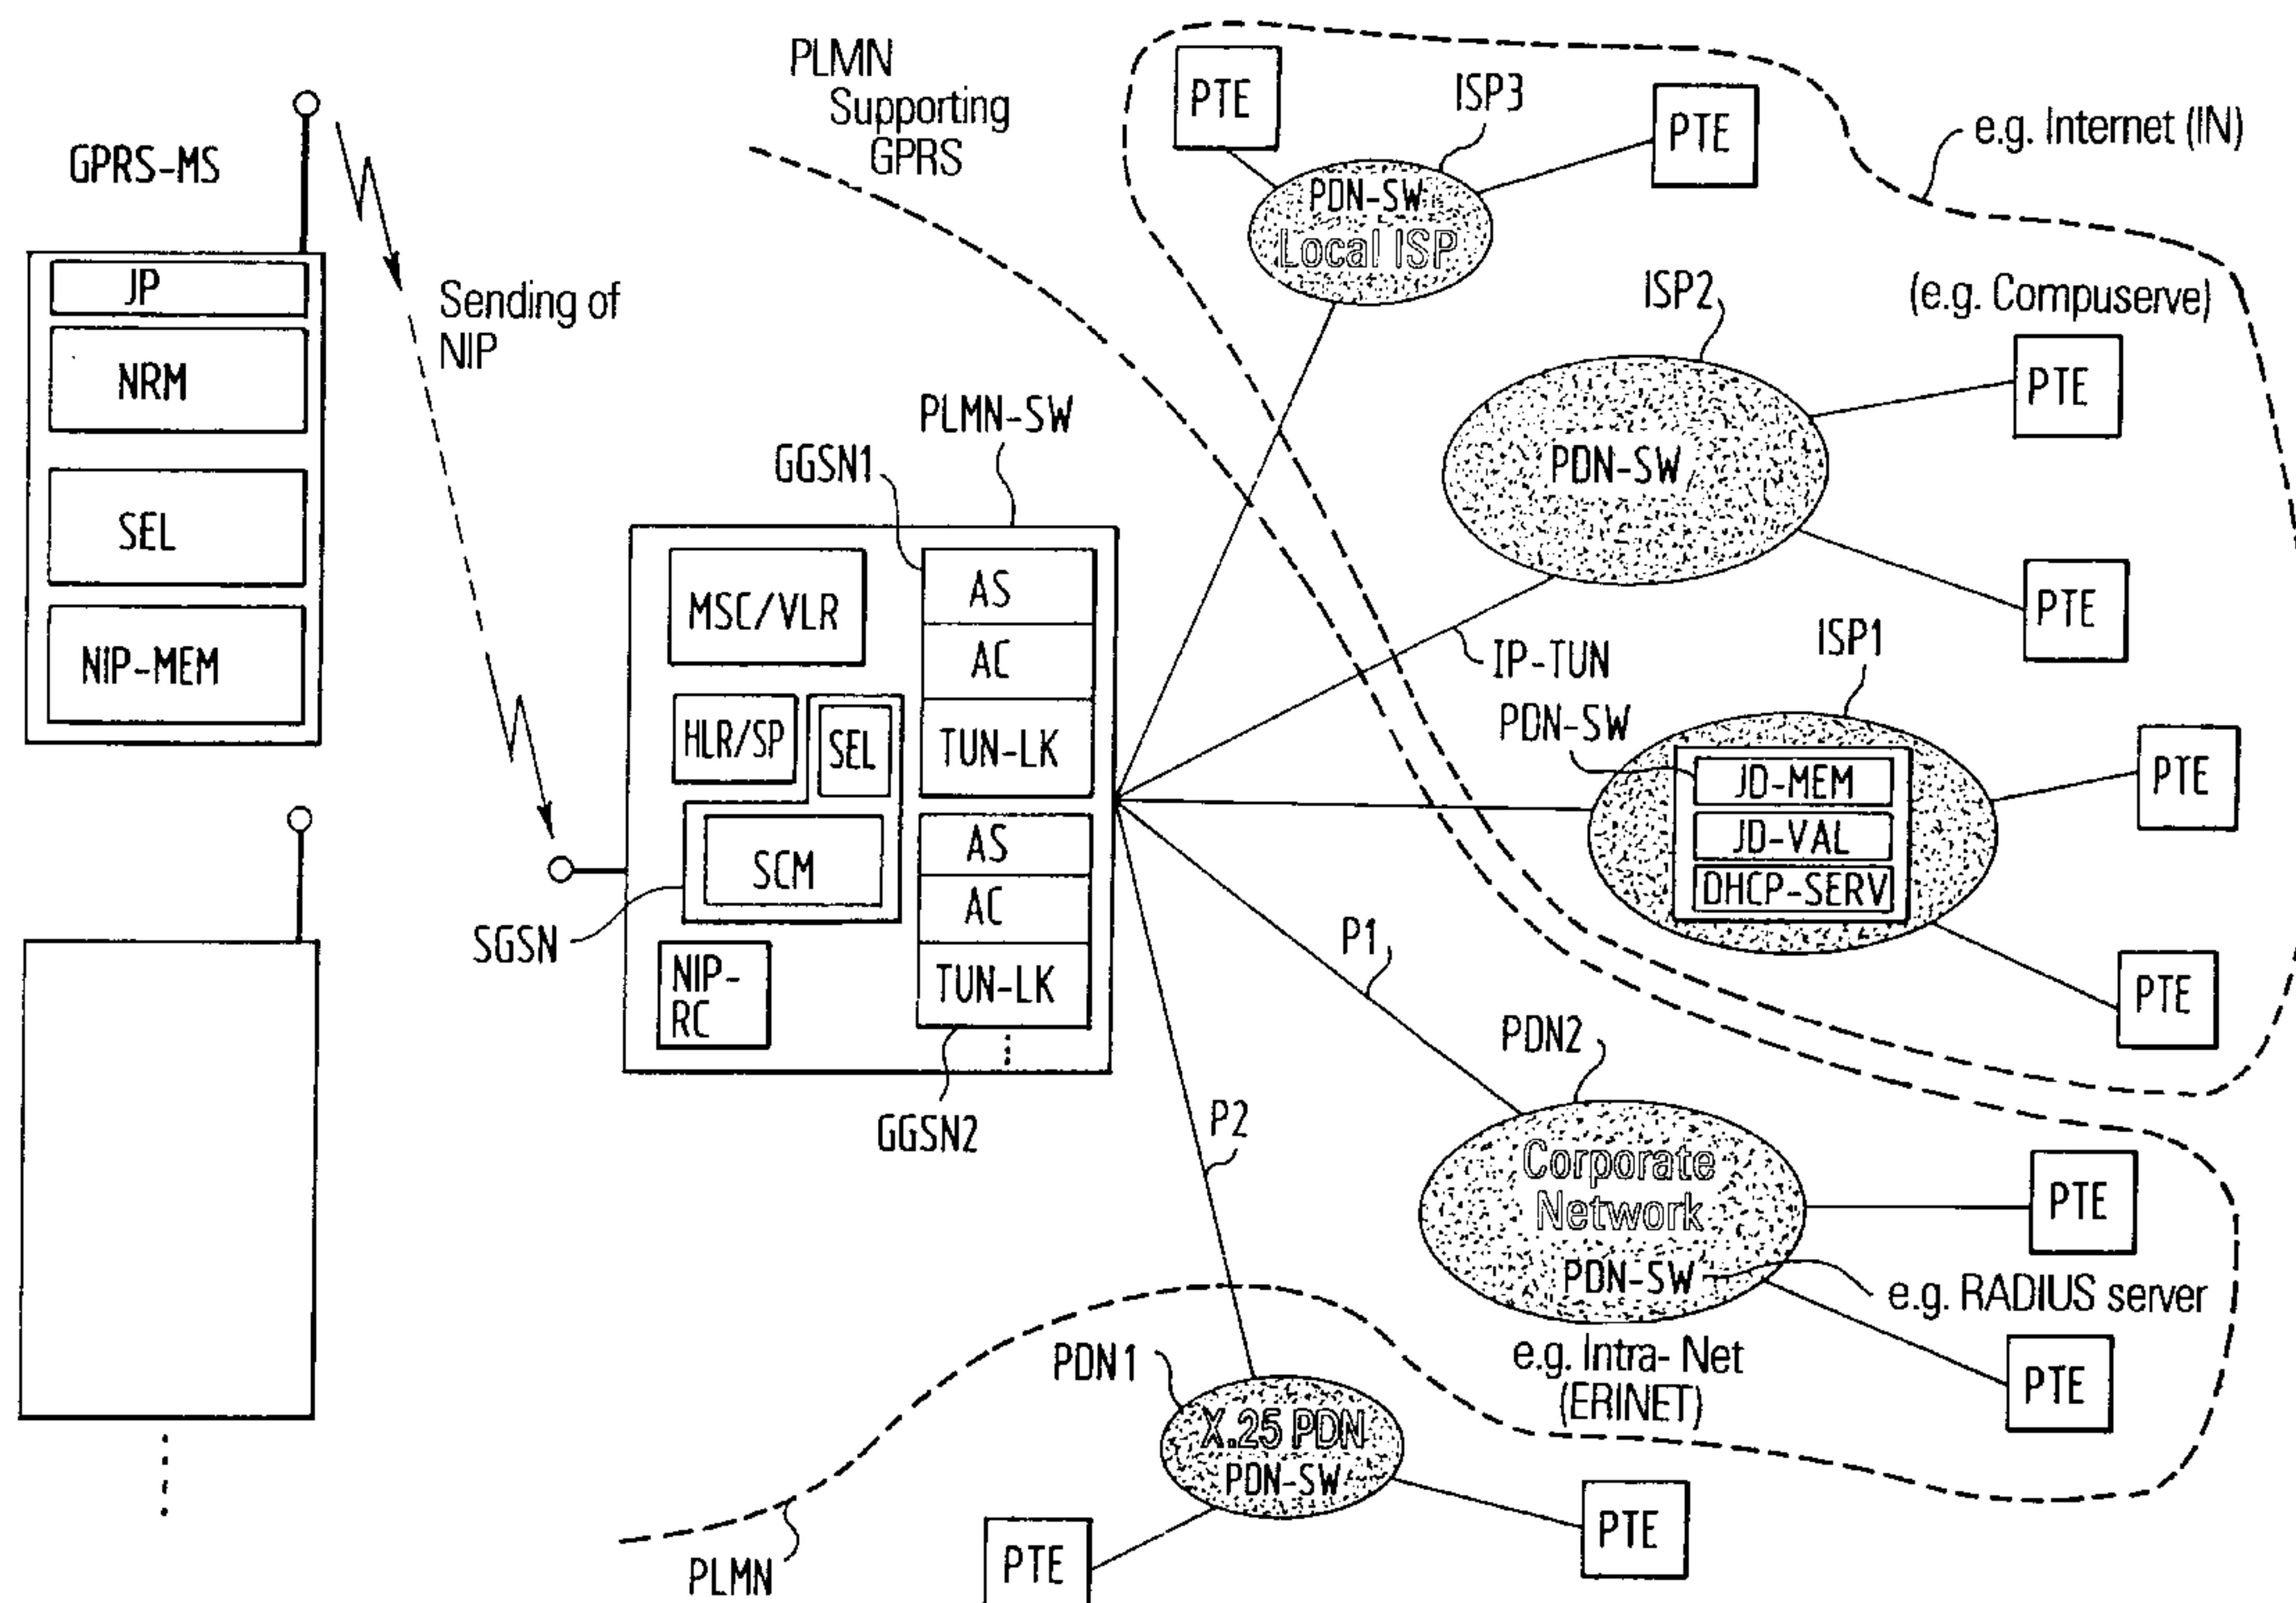 GPRS-MS
JP
NRM
SEL
NIP-MEM
Sending of
NIP
PLMN
Supporting
GPRS
PLMN-SW
GGSN1
MSC/VLR
HLR/SP
SEL
SCM
SGSN
NIP-
RC
AS
AC
TUN-LK
AS
AC
TUN-LK
GGSN2
PTE
ISP3
PTE
PDN-SW
Local ISP
e.g. Internet (IN)
ISP2
(e.g. Compuserve)
PDN-SW
PTE
PTE
IP-TUN
ISP1
PDN-SW
JD-MEM
JD-VAL
DHCP-SERV
PTE
PTE
P1
PDN2
Corporate
Network
PDN-SW
PTE
e.g. RADIUS server
PTE
e.g. Intra- Net
(ERINET)
P2
PDN1
X.25 PDN
PDN-SW
PTE
PTE
PLMN